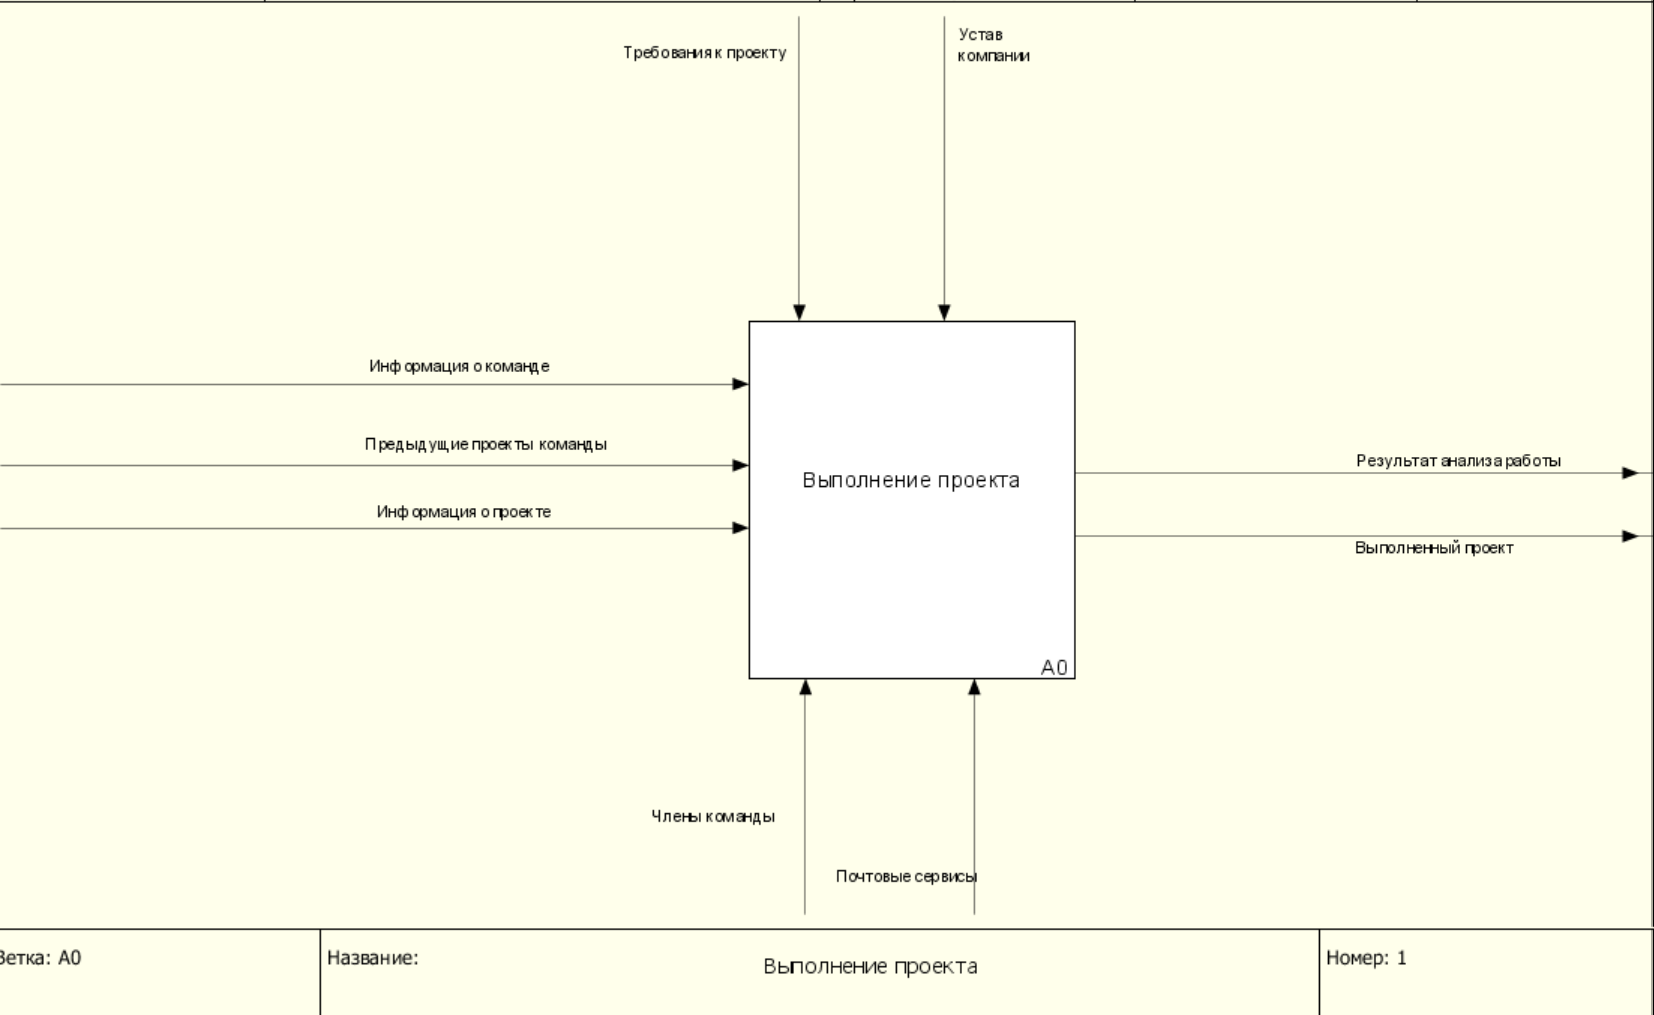 Требования к проекту
Устав
компании
Информация о команде
Предыдущие проекты команды
Информация о проекте
Выполнение проекта
Результат анализа работы
Выполненный проект
A0
Члены команды
Почтовые сервисы
Ветка: A0
Название:
Выполнение проекта
Номер: 1